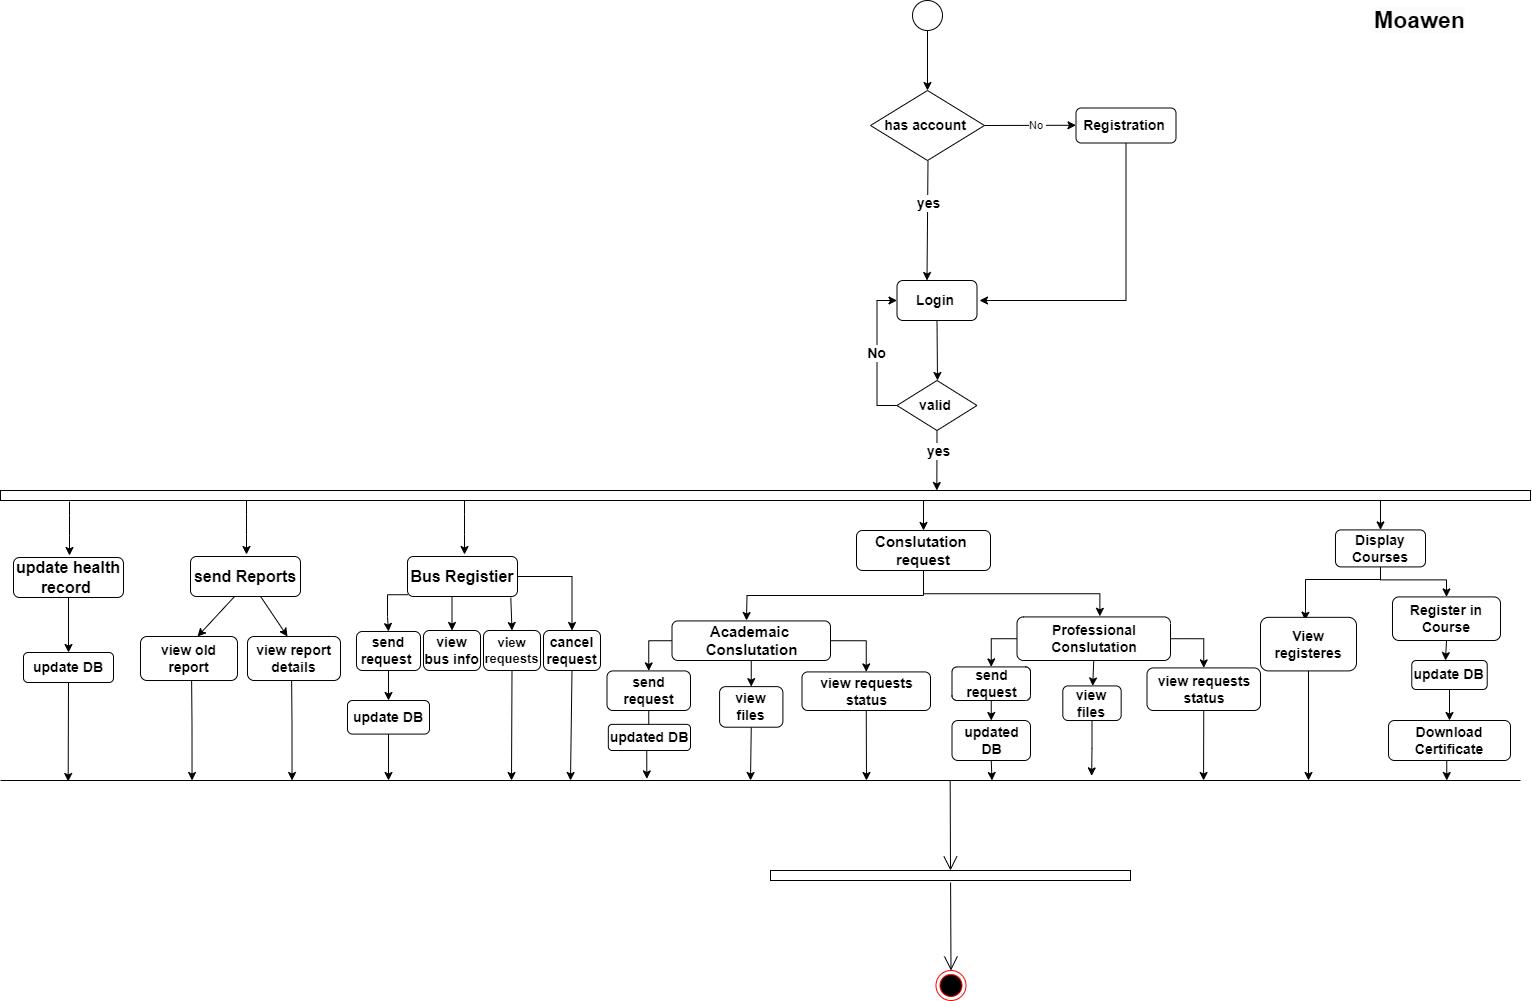 Moawen
has account
No
Registration
yes
Login
No
valid
yes
update health
record
update DB
send Reports
view old
report
view report
details
Bus Registier
send
request
update DB
view
bus info
view
requests
cancel
request
Conslutation
request
Academaic
Conslutation
send
request
updated DB
view
files
view requests
status
Professional
Conslutation
send
request
updated
DB
view
files
view requests
status
Display
Courses
View
registeres
Register in
Course
update DB
Download
Certificate